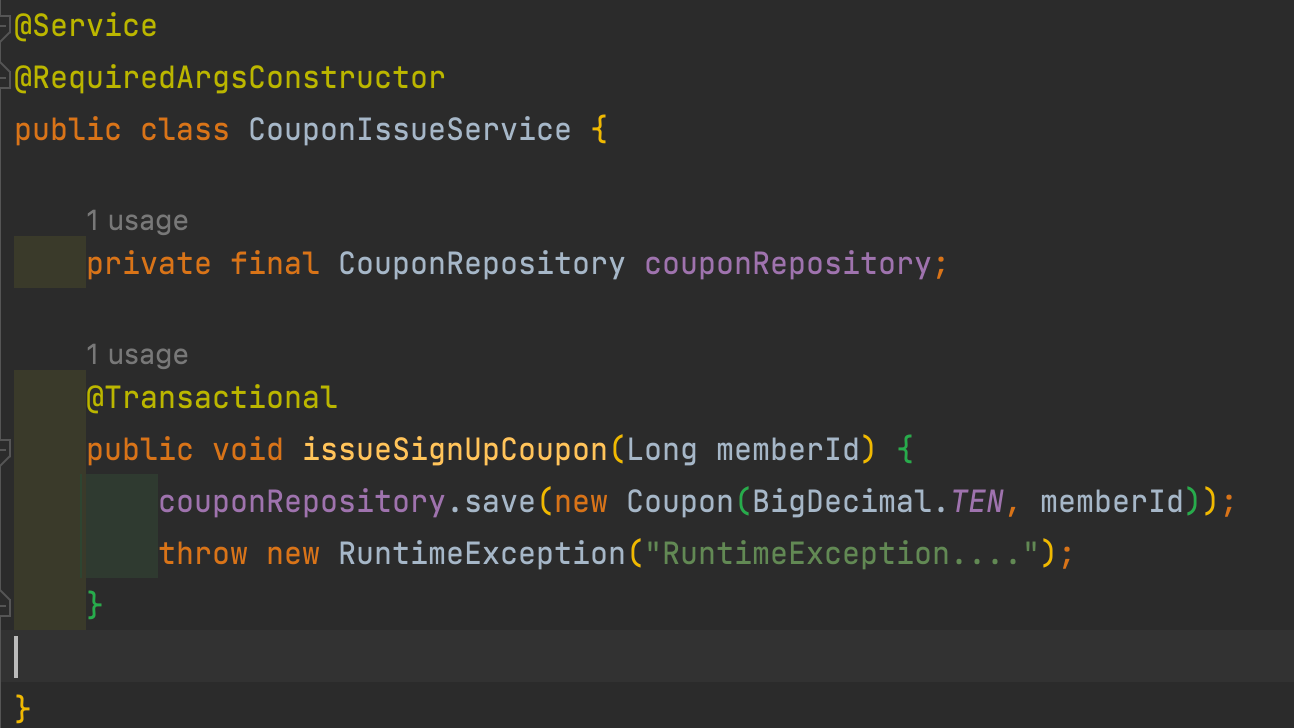 @Service
@RequiredArgsConstructor
public class CouponIssueService {
1 usage
private final CouponRepository couponRepository;
1 usage
@Transactional
public void issueSignUpCoupon(Long memberId) {
couponRepository.save(new Coupon(BigDecimal.TEN, memberId));
throw new RuntimeException("RuntimeException....");
}
}